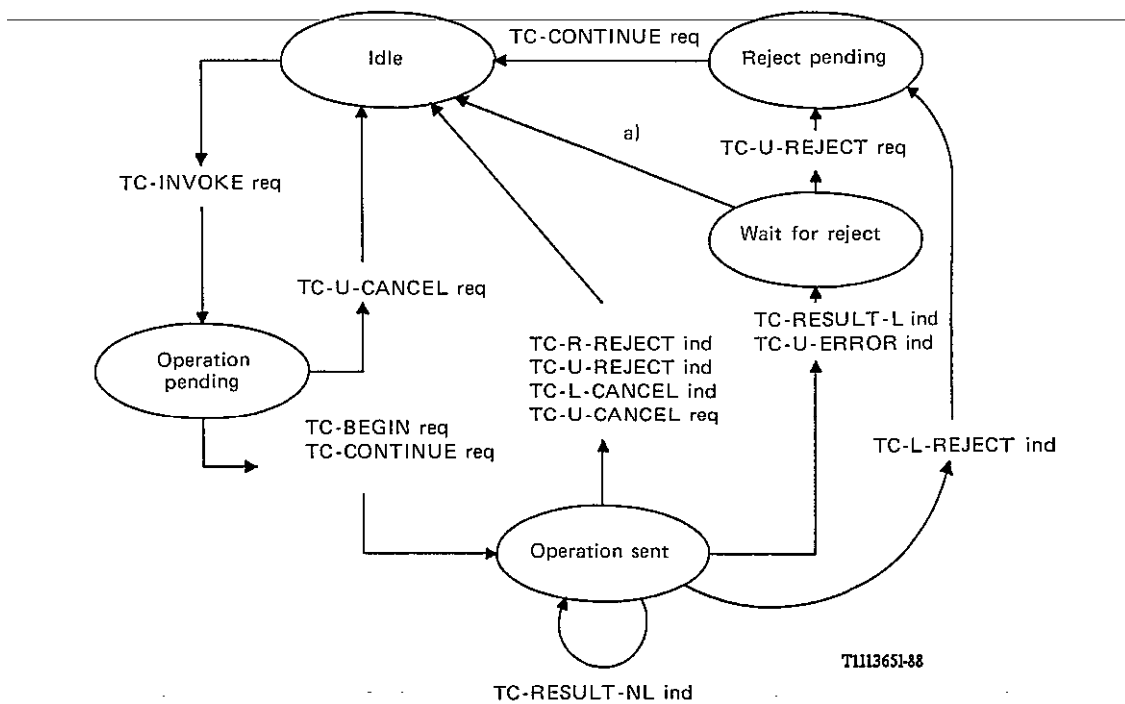 TC-CONTINUE req
Idle
Reject pending
a)
TC-U-REJECT req
TC-INVOKE req
Wait for reject
TC-U-CANCEL req
TC-RESULT-L ind
TC-U-ERROR ind
TC-R-REJECT ind
TC-U-REJECT ind
TC-L-CANCEL ind
TC-U-CANCEL req
Operation
pending
TC-BEGIN req
TC-CONTINUE req
TC-L-REJECT ind
Operation sent
T1113651-88
TC-RESULT-NL ind